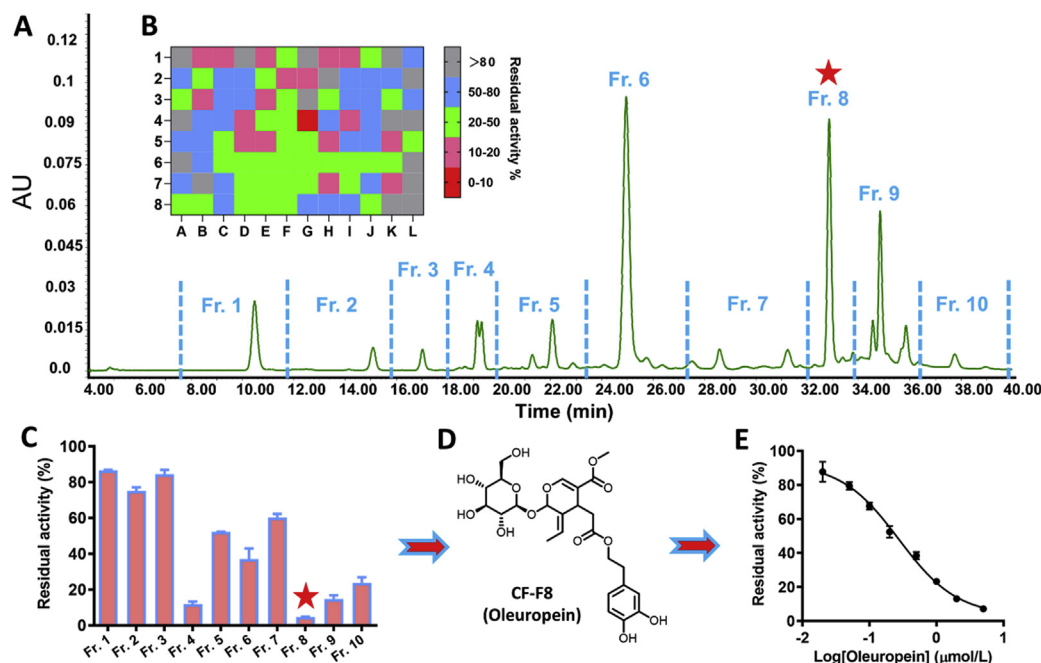 A
B
0.12
0.1
0.09
0.075
0.06
0.045
0.03
0.015
0.0
AU
1
2
3
4
5
6
7
8
A B C D E F G H I J K L
>80
50-80
20-50
10-20
0-10
Residual activity %
Fr. 1
Fr. 2
Fr. 3
Fr. 4
Fr. 5
Fr. 6
Fr. 7
Fr. 8
Fr. 9
Fr. 10
4.00 6.00 8.00 10.00 12.00 14.00 16.00 18.00 20.00 22.00 24.00 26.00 28.00 30.00 32.00 34.00 36.00 38.00 40.00
Time (min)
C
Residual activity (%)
100
80
60
40
20
0
Fr. 1 Fr. 2 Fr. 3 Fr. 4 Fr. 5 Fr. 6 Fr. 7 Fr. 8 Fr. 9 Fr. 10
D
OH
HO
O
O
HO
OH
OH
O
O
O
O
O
O
OH
OH
CF-F8
(Oleuropein)
E
Residual activity (%)
100
80
60
40
20
0
-2 -1 0 1
Log[Oleuropein] (μmol/L)